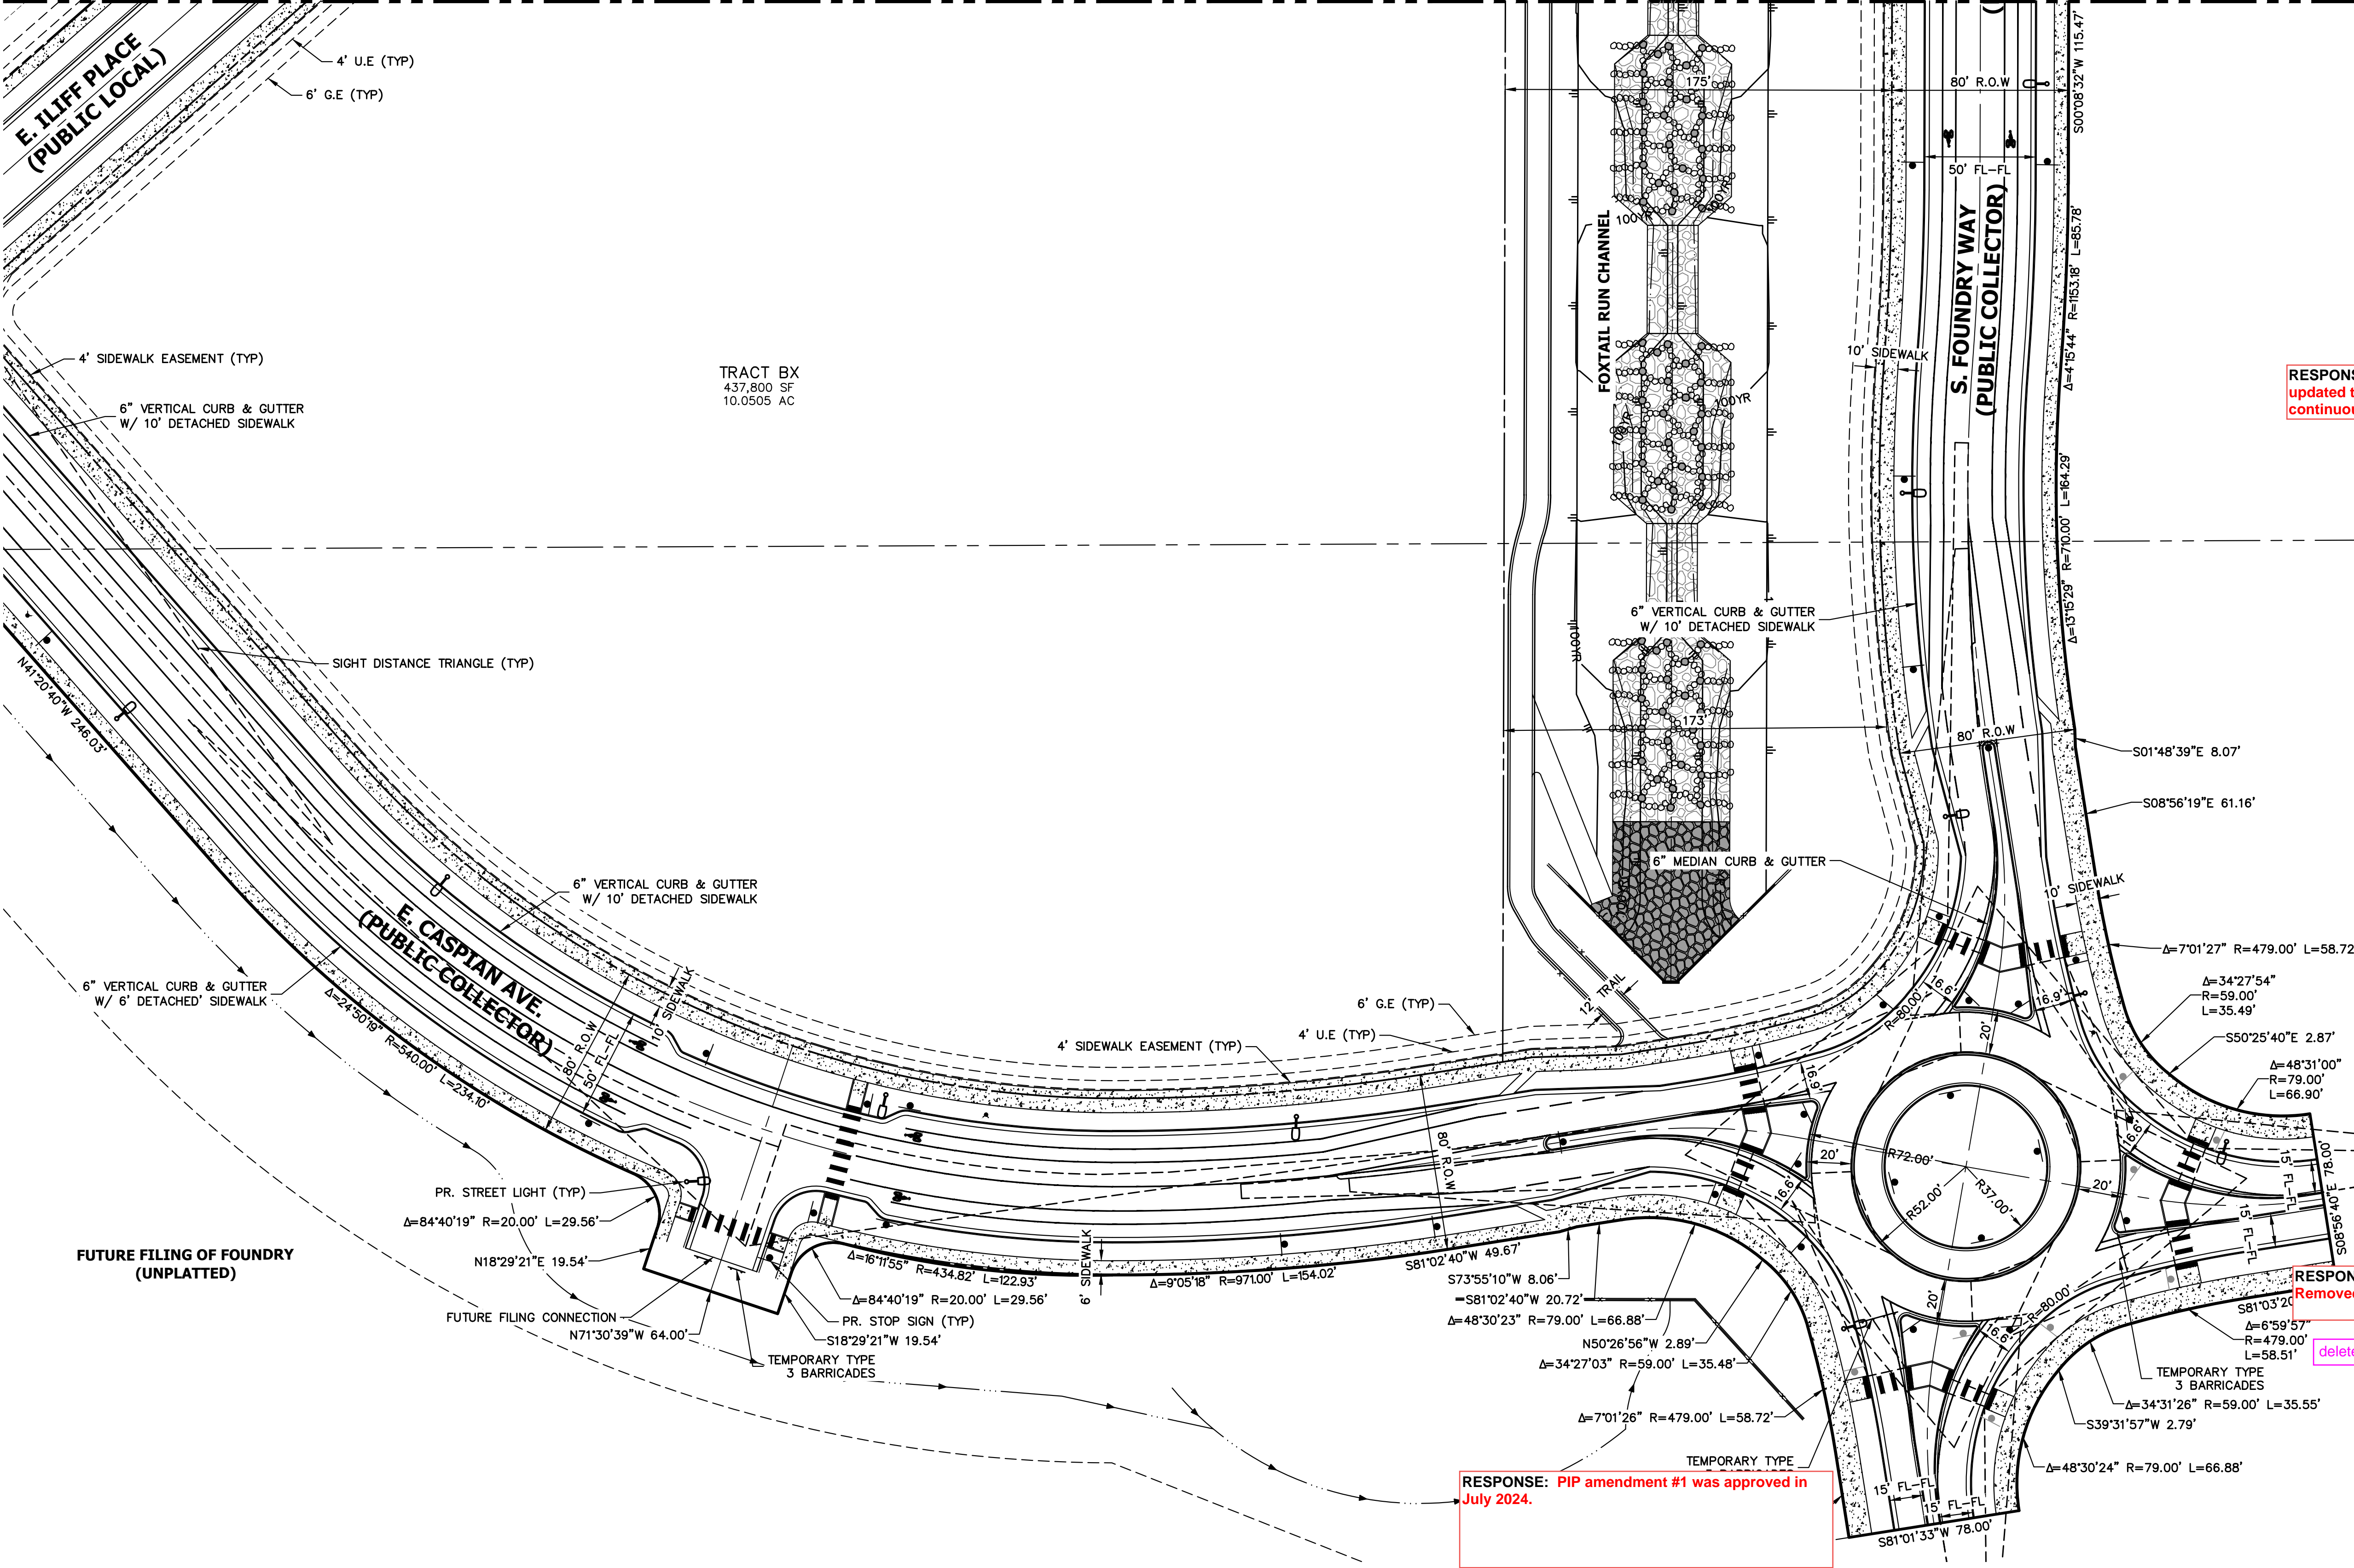 E. ILIFF PLACE
(PUBLIC LOCAL)
4' U.E (TYP)
6' G.E (TYP)
4' SIDEWALK EASEMENT (TYP)
6" VERTICAL CURB & GUTTER
W/ 10' DETACHED SIDEWALK
TRACT BX
437,800 SF
10.0505 AC
SIGHT DISTANCE TRIANGLE (TYP)
N41°20'40"W 246.03'
6" VERTICAL CURB & GUTTER
W/ 10' DETACHED SIDEWALK
E. CASPIAN AVE.
(PUBLIC COLLECTOR)
6" VERTICAL CURB & GUTTER
W/ 6' DETACHED' SIDEWALK
Δ=24°50'19"
R=540.00' L=234.10'
80' R.O.W
50' FL-FL
10' SIDEWALK
PR. STREET LIGHT (TYP)
Δ=84°40'19" R=20.00' L=29.56'
N18°29'21"E 19.54'
FUTURE FILING OF FOUNDRY
(UNPLATTED)
FUTURE FILING CONNECTION
N71°30'39"W 64.00'
TEMPORARY TYPE
3 BARRICADES
Δ=16°11'55" R=434.82' L=122.93'
Δ=84°40'19" R=20.00' L=29.56'
PR. STOP SIGN (TYP)
S18°29'21"W 19.54'
6' SIDEWALK
Δ=9°05'18" R=971.00' L=154.02'
175'
100YR
FOXTAIL RUN CHANNEL
100YR
100YR
100YR
6" VERTICAL CURB & GUTTER
W/ 10' DETACHED SIDEWALK
173'
6" MEDIAN CURB & GUTTER
12' TRAIL
6' G.E (TYP)
4' U.E (TYP)
4' SIDEWALK EASEMENT (TYP)
80' R.O.W
50' FL-FL
S00°08'32"W 115.47'
S. FOUNDRY WAY
(PUBLIC COLLECTOR)
10' SIDEWALK
Δ=4°15'44" R=1153.18' L=85.78'
Δ=13°15'29" R=710.00' L=164.29'
RESPONS
updated t
continuou
80' R.O.W
S01°48'39"E 8.07'
S08°56'19"E 61.16'
10' SIDEWALK
Δ=7°01'27" R=479.00' L=58.72
Δ=34°27'54"
R=59.00'
L=35.49'
S50°25'40"E 2.87'
Δ=48°31'00"
R=79.00'
L=66.90'
16.6'
16.9'
R=80.00'
20'
16.9'
80' R.O.W
20'
16.6'
R72.00'
R52.00'
R37.00'
20'
16.6'
15' FL-FL
15' FL-FL
S08°56'40"E 78.00'
S81°02'40"W 49.67'
S73°55'10"W 8.06'
S81°02'40"W 20.72'
Δ=48°30'23" R=79.00' L=66.88'
N50°26'56"W 2.89'
Δ=34°27'03" R=59.00' L=35.48'
Δ=7°01'26" R=479.00' L=58.72'
20'
16.6'
R=80.00'
RESPON
Removed
S81°03'20
Δ=6°59'57"
R=479.00'
L=58.51'
delete
TEMPORARY TYPE
3 BARRICADES
Δ=34°31'26" R=59.00' L=35.55'
S39°31'57"W 2.79'
Δ=48°30'24" R=79.00' L=66.88'
TEMPORARY TYPE
RESPONSE: PIP amendment #1 was approved in
July 2024.
15' FL-FL
15' FL-FL
S81°01'33"W 78.00'